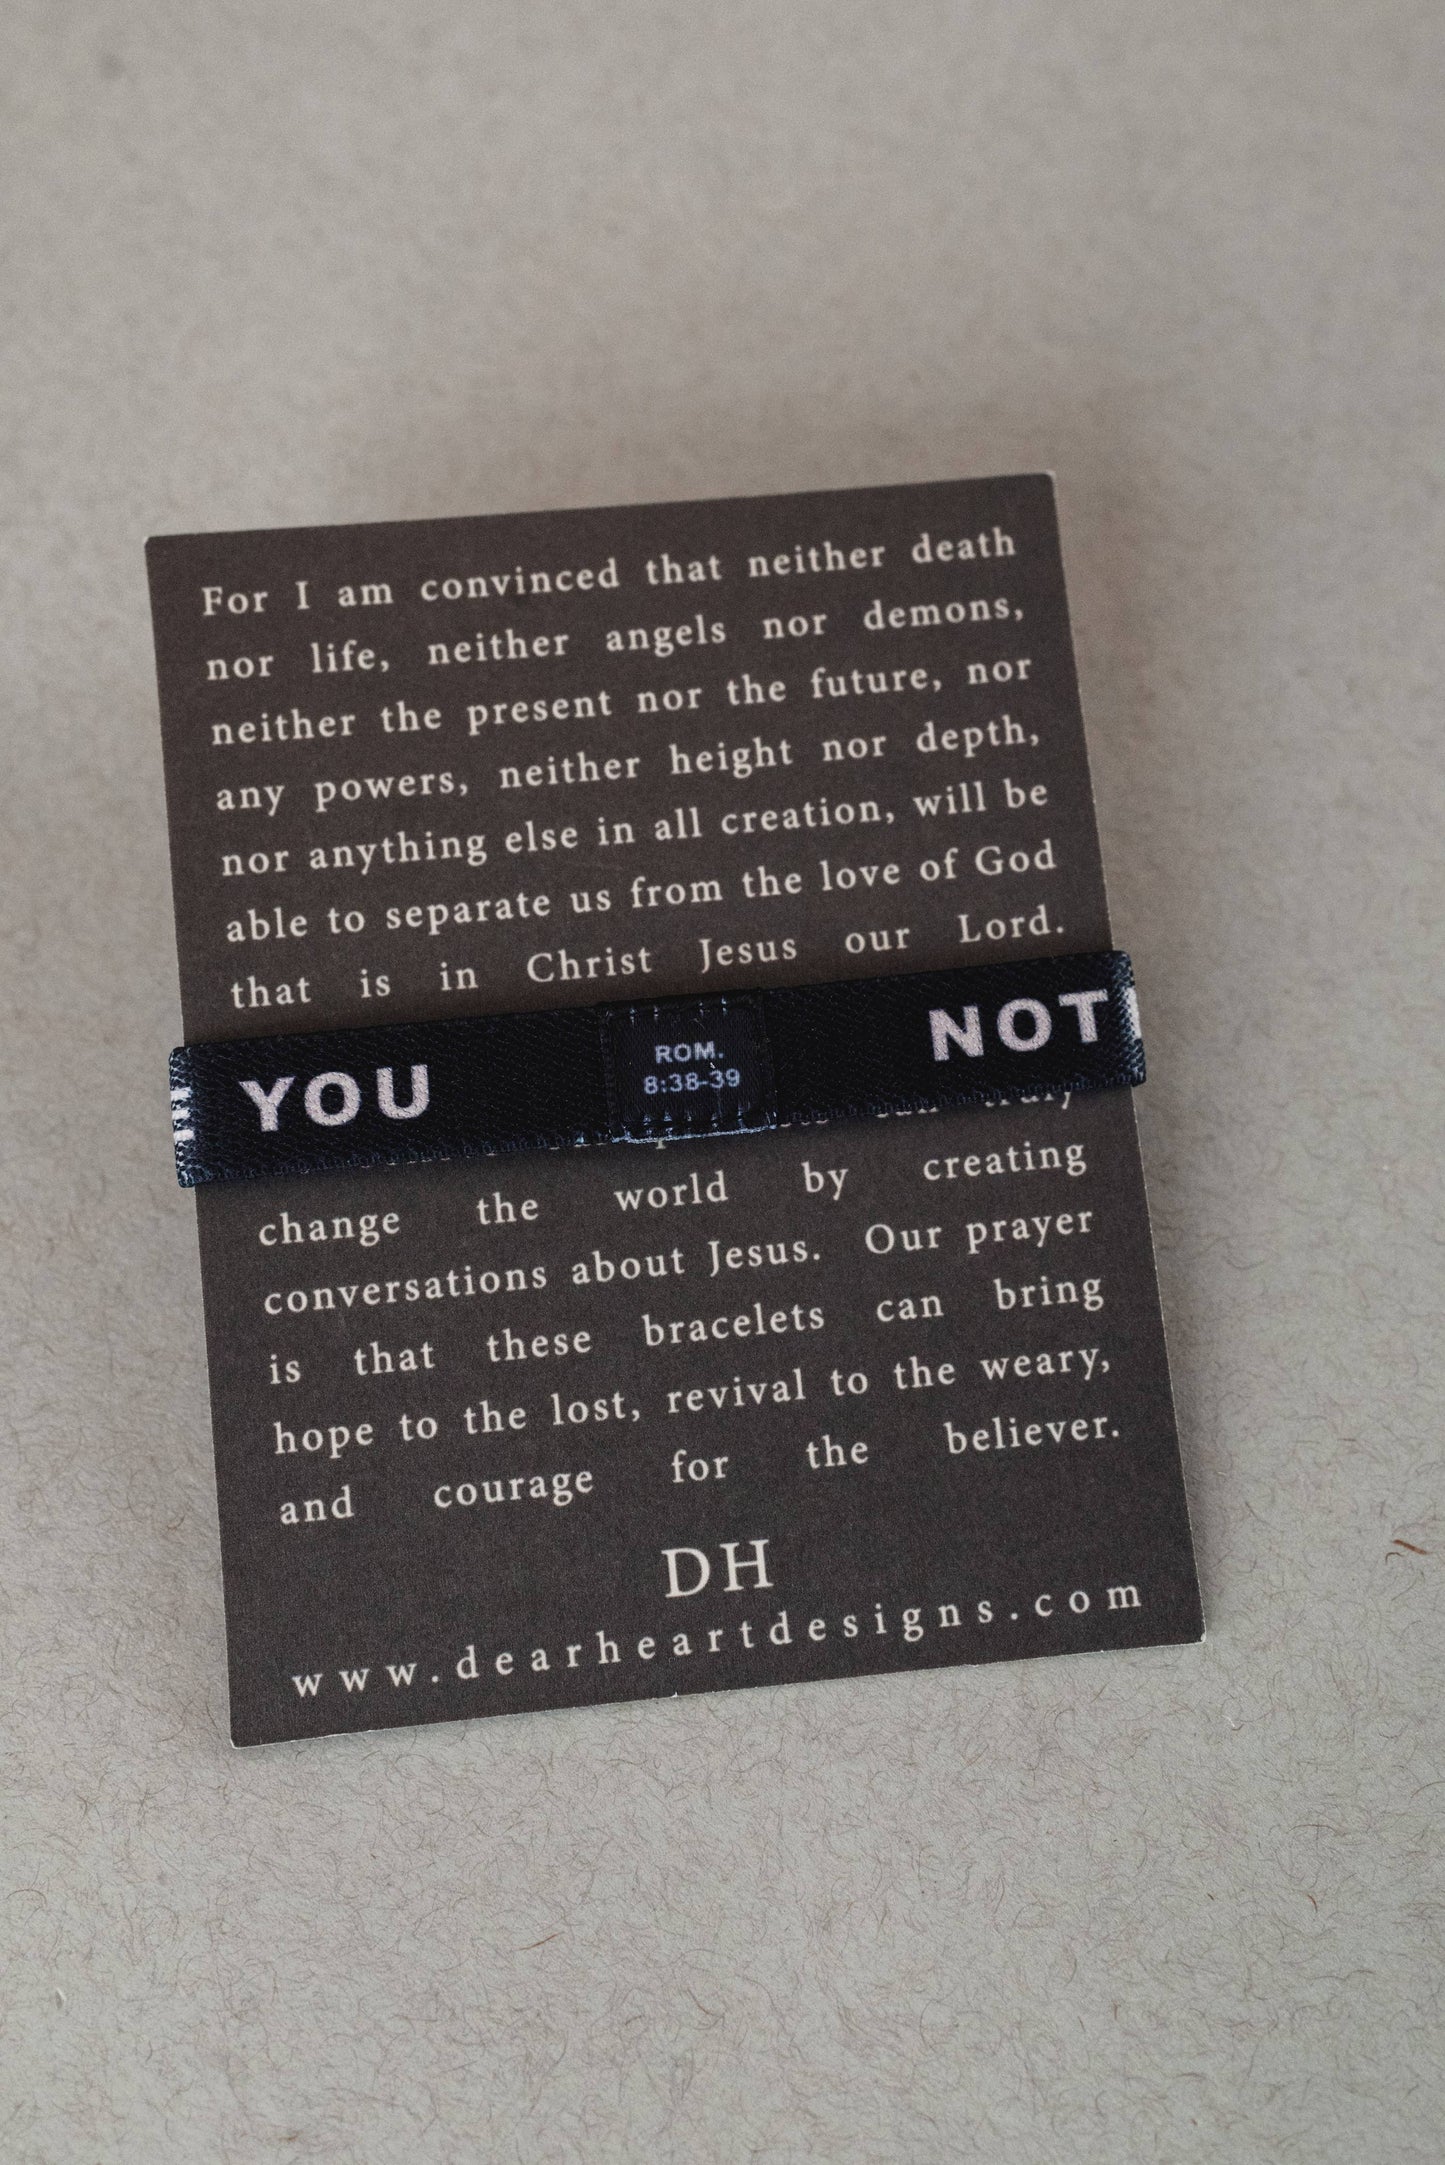 For I am convinced that neither death
nor life, neither angels nor demons,
neither the present nor the future, nor
any powers, neither height nor depth,
nor anything else in all creation, will be
able to separate us from the love of God
that is in Christ Jesus our Lord.
YOU ROM. NOT
8:38-39
truly
change the world by creating
conversations about Jesus. Our prayer
is that these bracelets can bring
hope to the lost, revival to the weary,
and courage for the believer.
DH
www.dearheartdesigns.com